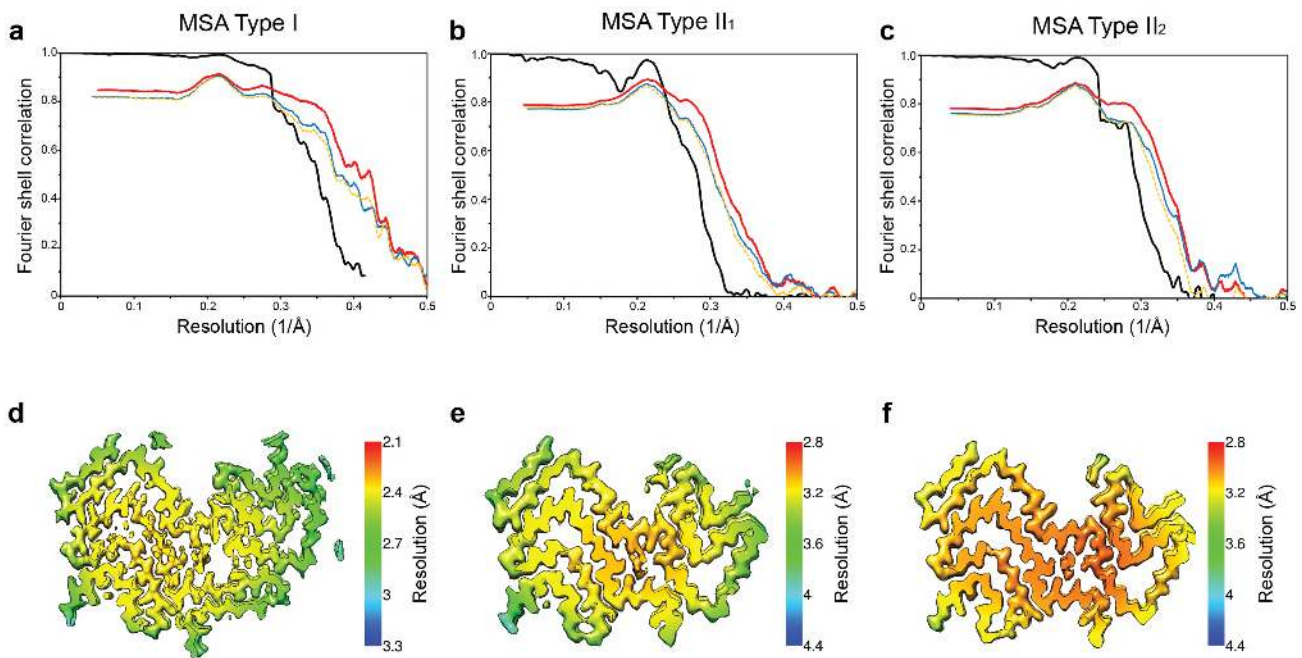 a MSA Type I
1.0
0.8
0.6
0.4
0.2
0
Fourier shell correlation
0 0.1 0.2 0.3 0.4 0.5
Resolution (1/Å)
b MSA Type II1
1.0
0.8
0.6
0.4
0.2
0
Fourier shell correlation
0 0.1 0.2 0.3 0.4 0.5
Resolution (1/Å)
c MSA Type II2
1.0
0.8
0.6
0.4
0.2
0
Fourier shell correlation
0 0.1 0.2 0.3 0.4 0.5
Resolution (1/Å)
d
2.1
2.4
2.7
3
3.3
Resolution (Å)
e
2.8
3.2
3.6
4
4.4
Resolution (Å)
f
2.8
3.2
3.6
4
4.4
Resolution (Å)